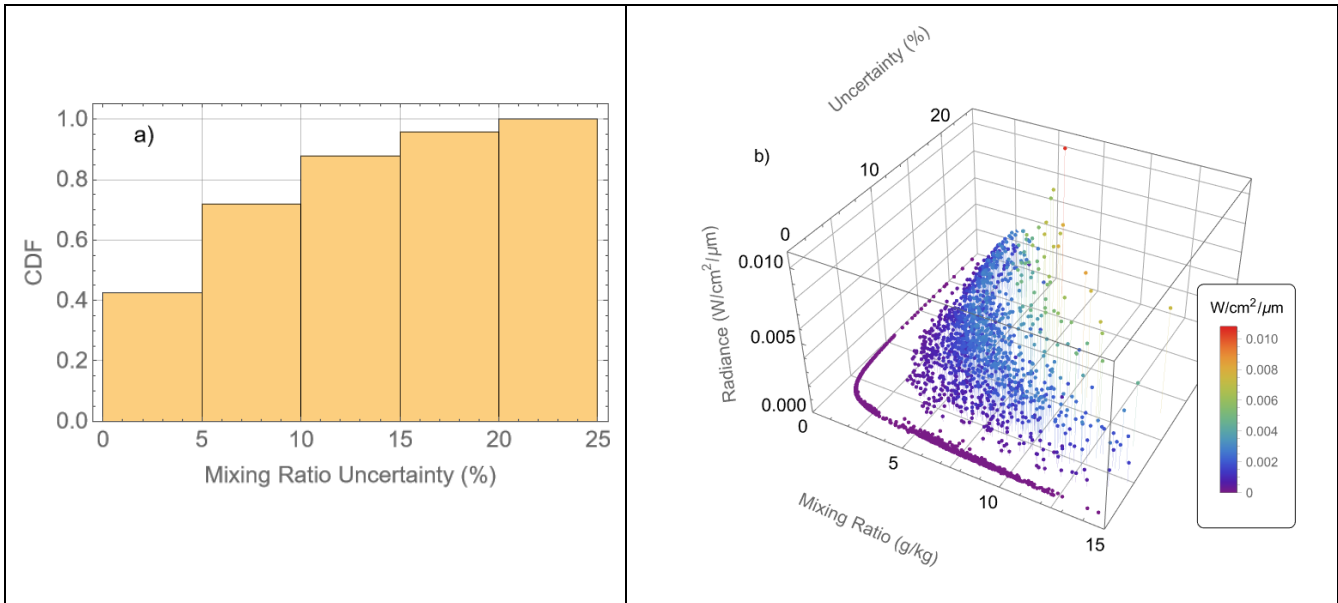 a)
1.0
0.8
0.6
0.4
0.2
0.0
CDF
0 5 10 15 20 25
Mixing Ratio Uncertainty (%)
b)
Uncertainty (%)
20
10
0
0.010
0.005
0.000
Radiance (W/cm²/μm)
0
5
10
15
Mixing Ratio (g/kg)
W/cm²/μm
0.010
0.008
0.006
0.004
0.002
0